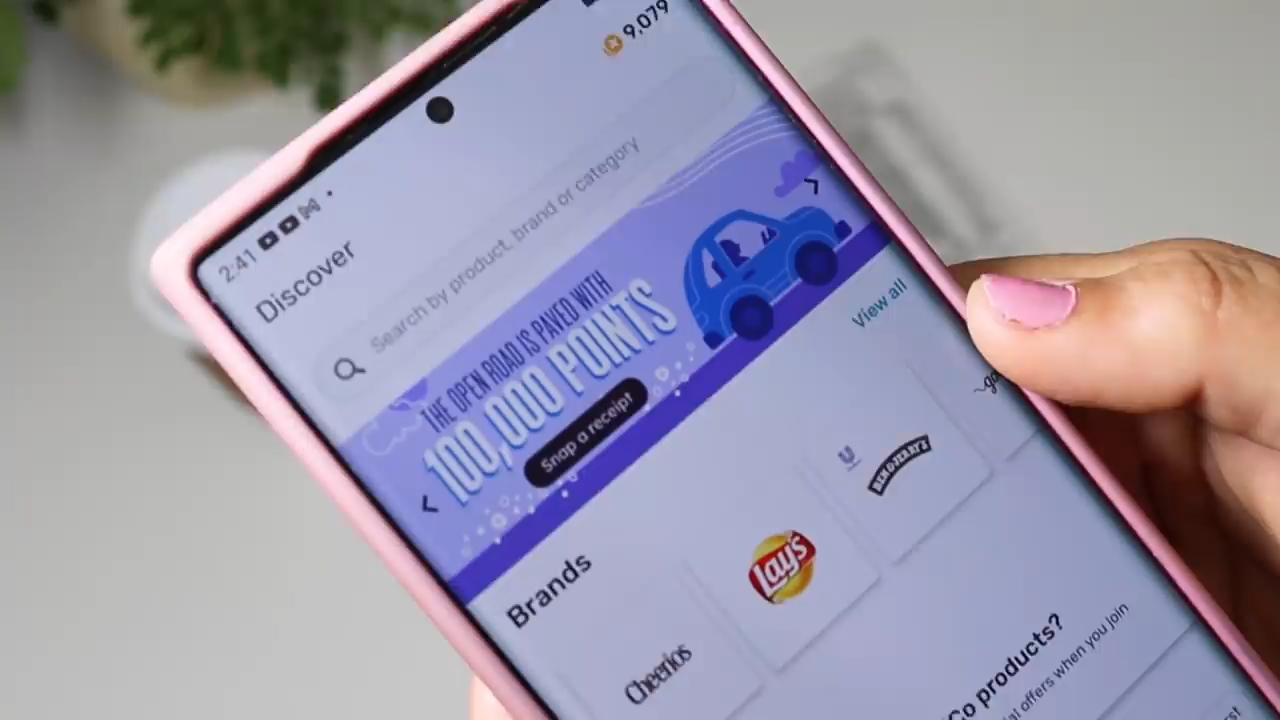 9,079
2:41
Discover
Search by product, brand or category
THE OPEN ROAD IS PAVED WITH
100,000 POINTS
Snap a receipt
Brands
View all
Cheerios
Lay's
BEN & JERRY'S
Co products?
offers when you join